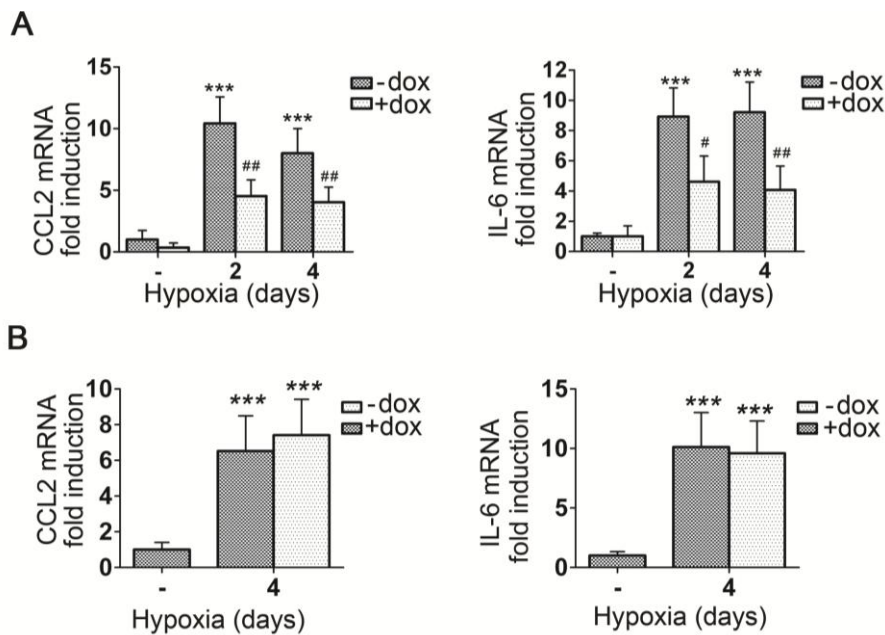 A
CCL2 mRNA
fold induction
15
10
5
0
***
***
##
##
-dox
+dox
-
2
4
Hypoxia (days)
IL-6 mRNA
fold induction
12
10
8
6
4
2
0
***
***
#
##
-dox
+dox
-
2
4
Hypoxia (days)
B
CCL2 mRNA
fold induction
10
8
6
4
2
0
***
***
-dox
+dox
-
4
Hypoxia (days)
IL-6 mRNA
fold induction
15
10
5
0
***
***
-dox
+dox
-
4
Hypoxia (days)